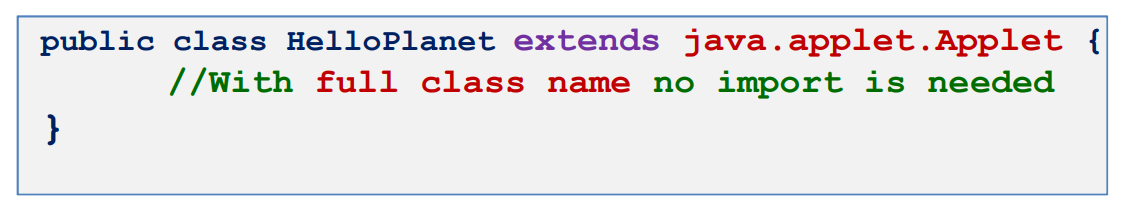 public class HelloPlanet extends java.applet.Applet {
//With full class name no import is needed
}